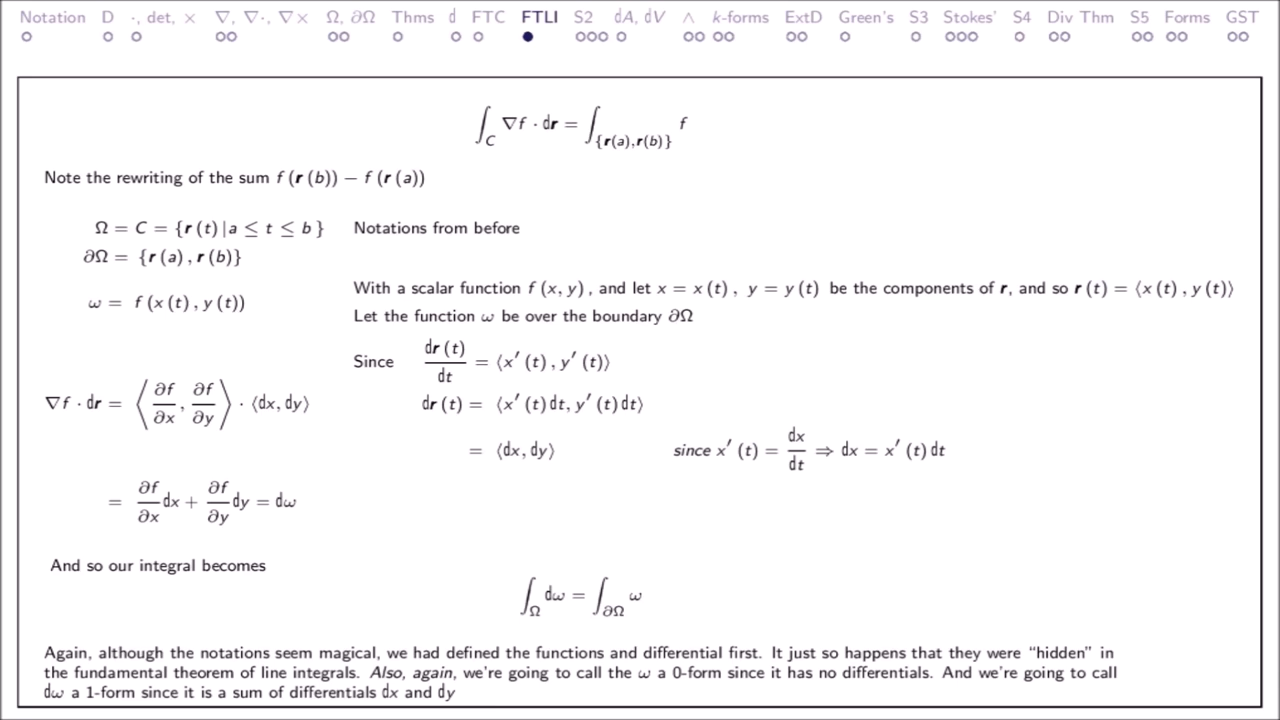 Notation D ·, det, × ∇, ∇·, ∇× Ω, ∂Ω Thms d FTC FTLI S2 dA, dV ∧ k-forms ExtD Green's S3 Stokes' S4 Div Thm S5 Forms GST
∫_C ∇f · dr = ∫_{r(a),r(b)} f
Note the rewriting of the sum f (r (b)) − f (r (a))
Ω = C = {r (t) |a ≤ t ≤ b } Notations from before
∂Ω = {r (a) , r (b)}
ω = f (x (t) , y (t))
With a scalar function f (x, y) , and let x = x (t) , y = y (t) be the components of r, and so r (t) = ⟨x (t) , y (t)⟩
Let the function ω be over the boundary ∂Ω
Since dr (t)/dt = ⟨x′ (t) , y′ (t)⟩
∇f · dr = ⟨∂f/∂x, ∂f/∂y⟩ · ⟨dx, dy⟩ dr (t) = ⟨x′ (t) dt, y′ (t) dt⟩
= ⟨dx, dy⟩ since x′ (t) = dx/dt ⇒ dx = x′ (t) dt
= ∂f/∂x dx + ∂f/∂y dy = dω
And so our integral becomes
∫_Ω dω = ∫_∂Ω ω
Again, although the notations seem magical, we had defined the functions and differential first. It just so happens that they were “hidden” in
the fundamental theorem of line integrals. Also, again, we're going to call the ω a 0-form since it has no differentials. And we're going to call
dω a 1-form since it is a sum of differentials dx and dy